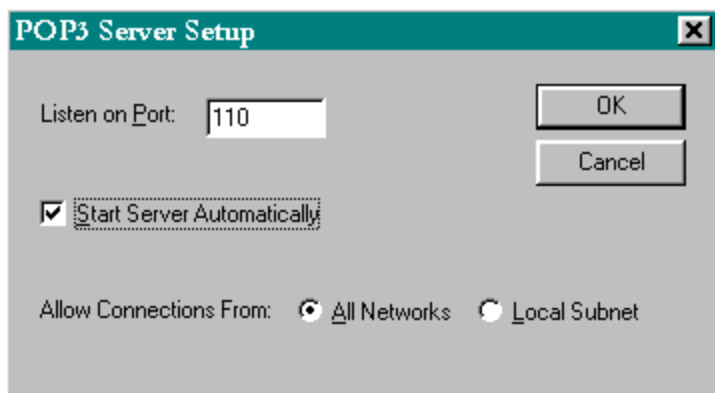 POP3 Server Setup
Listen on Port: 110
OK
Cancel
Start Server Automatically
Allow Connections From: All Networks Local Subnet